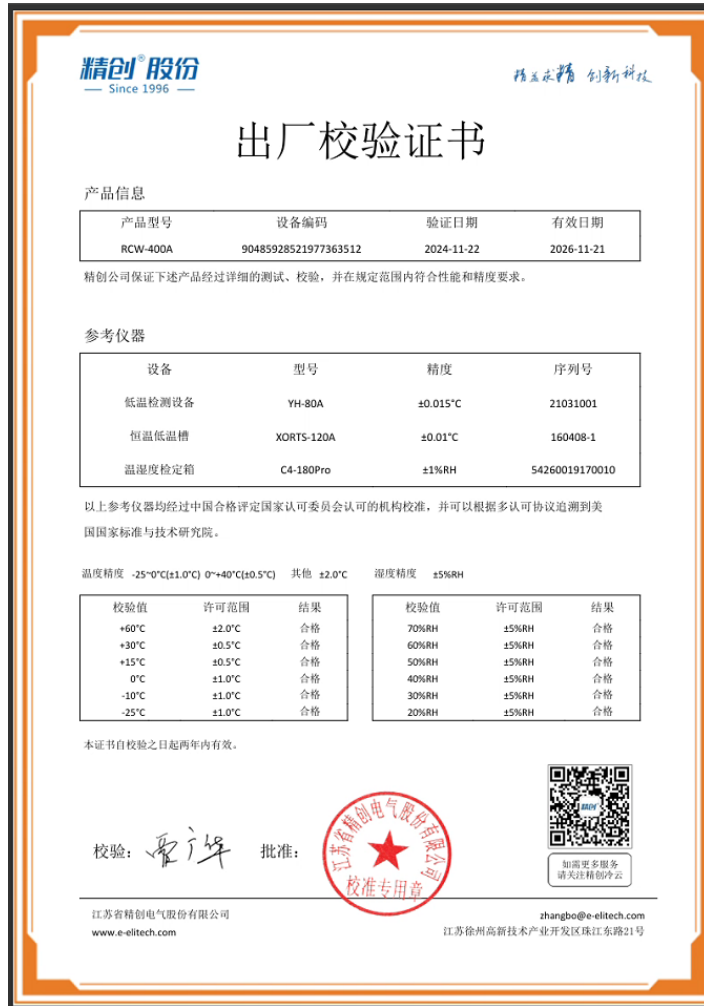 精创®股份
Since 1996
精益求精 创新科技
出厂校验证书
产品信息
产品型号 设备编码 验证日期 有效日期
RCW-400A 90485928521977363512 2024-11-22 2026-11-21
精创公司保证下述产品经过详细的测试、校验，并在规定范围内符合性能和精度要求。
参考仪器
设备 型号 精度 序列号
低温检测设备 YH-80A ±0.015°C 21031001
恒温低温槽 XORTS-120A ±0.01°C 160408-1
温湿度检定箱 C4-180Pro ±1%RH 54260019170010
以上参考仪器均经过中国合格评定国家认可委员会认可的机构校准，并可以根据多认可协议追溯到美
国国家标准与技术研究院。
温度精度 -25~0°C(±1.0°C) 0~+40°C(±0.5°C) 其他 ±2.0°C 湿度精度 ±5%RH
校验值 许可范围 结果 校验值 许可范围 结果
+60°C ±2.0°C 合格 70%RH ±5%RH 合格
+30°C ±0.5°C 合格 60%RH ±5%RH 合格
+15°C ±0.5°C 合格 50%RH ±5%RH 合格
0°C ±1.0°C 合格 40%RH ±5%RH 合格
-10°C ±1.0°C 合格 30%RH ±5%RH 合格
-25°C ±1.0°C 合格 20%RH ±5%RH 合格
本证书自校验之日起两年内有效。
精创
校验： 批准：
江苏省精创电气股份有限公司
校准专用章
如需更多服务
请关注精创冷云
江苏省精创电气股份有限公司 zhangbo@e-elitech.com
www.e-elitech.com 江苏徐州高新技术产业开发区珠江东路21号